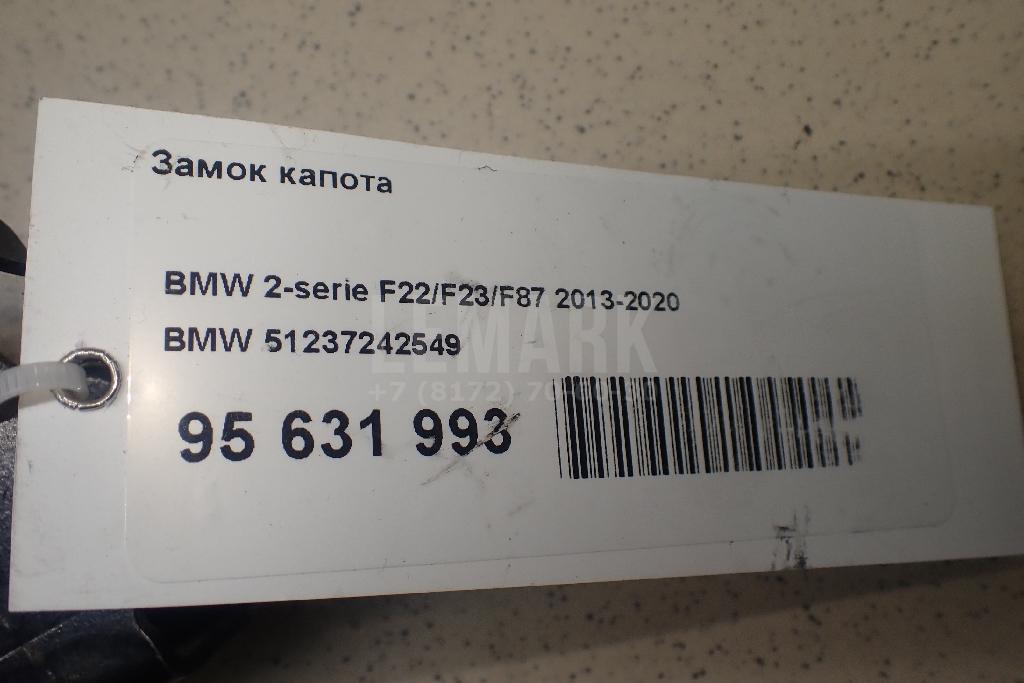 Замок капота
BMW 2-serie F22/F23/F87 2013-2020
BMW 51237242549
LEMARK
+7 (8172)
95 631 993